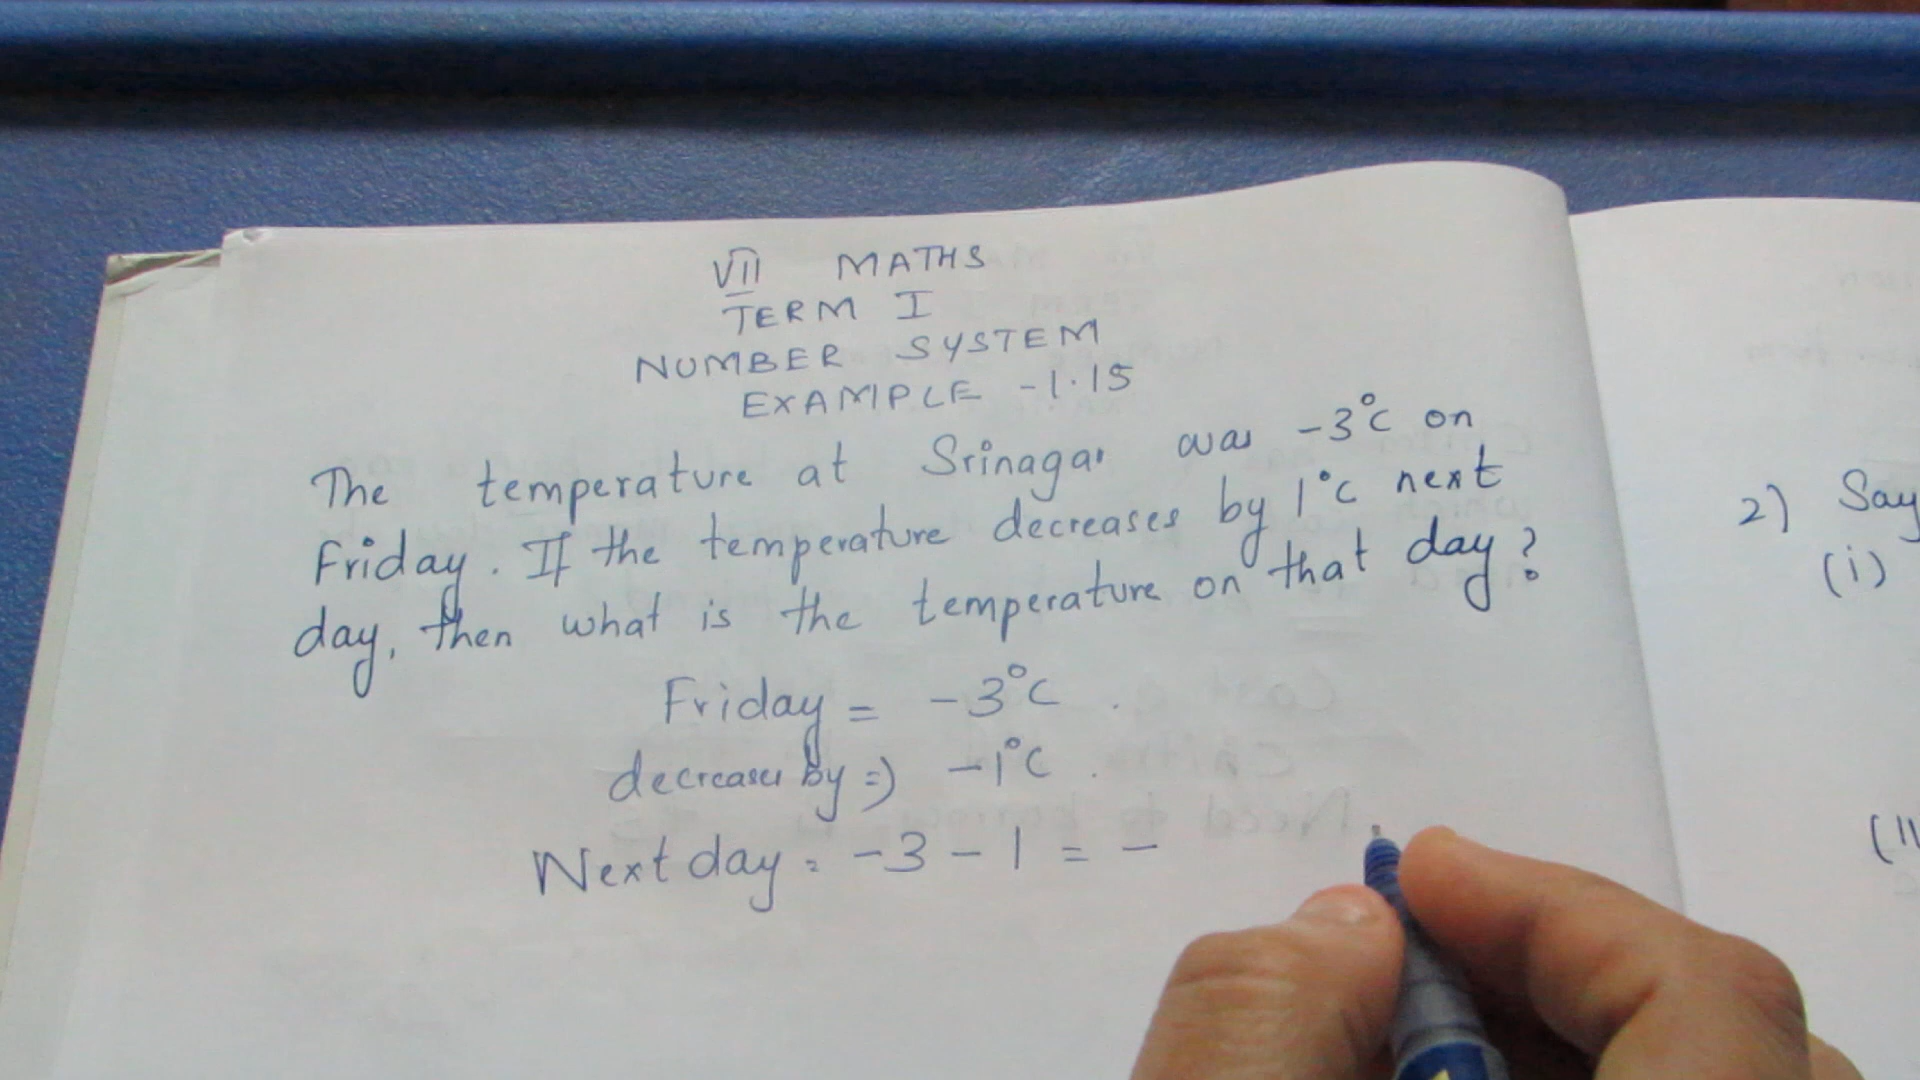 VII MATHS
TERM I
NUMBER SYSTEM
EXAMPLE - 1.15
The temperature at Srinagar was -3°C on
Friday. If the temperature decreases by 1°C next
day, then what is the temperature on that day?
Friday = -3°C.
decreases by => -1°C.
Next day = -3 - 1 = -
2) Say
(i)
(ii